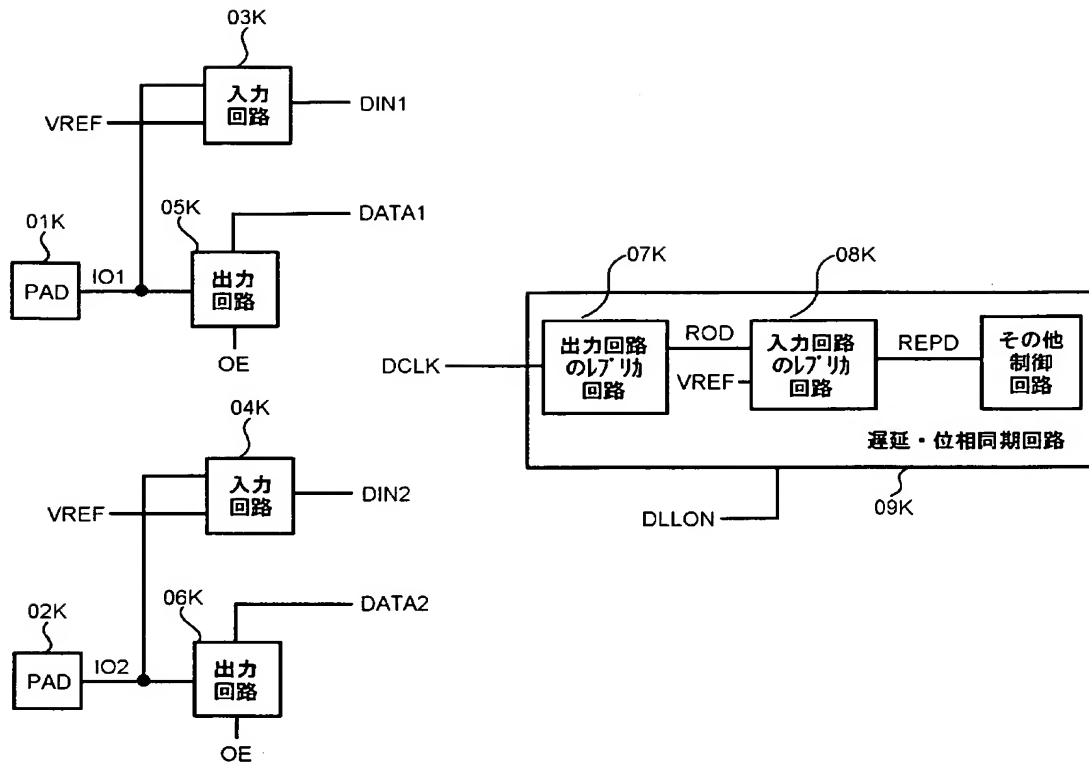 03K
入力
回路
DIN1
VREF
05K
DATA1
01K
PAD
IO1
出力
回路
OE
04K
入力
回路
DIN2
VREF
06K
DATA2
02K
PAD
IO2
出力
回路
OE
07K
08K
DCLK
出力回路
のレプリカ
回路
ROD
VREF
入力回路
のレプリカ
回路
REPD
その他
制御
回路
遅延・位相同期回路
DLLON
09K